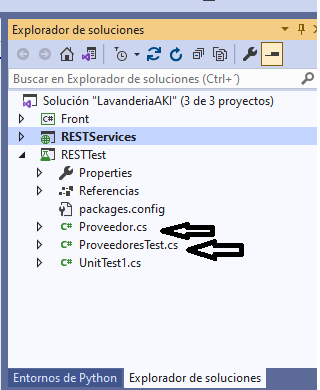 Explorador de soluciones
Buscar en Explorador de soluciones (Ctrl+´)
Solución "LavanderiaAKI" (3 de 3 proyectos)
Front
RESTServices
RESTTest
Properties
Referencias
packages.config
Proveedor.cs
ProveedoresTest.cs
UnitTest1.cs
Entornos de Python
Explorador de soluciones